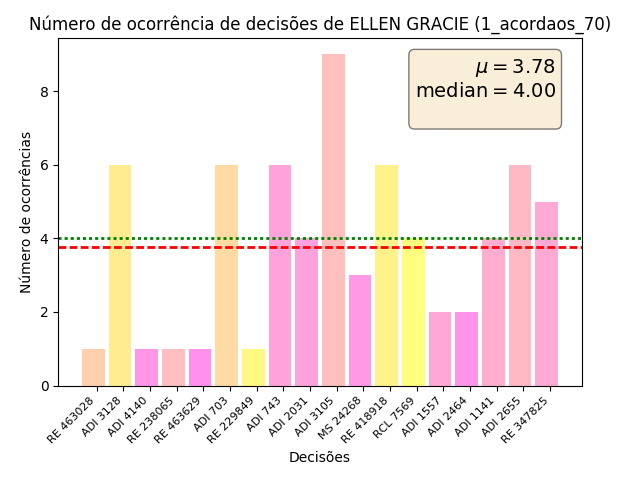 Número de ocorrência de decisões de ELLEN GRACIE (1_acordaos_70)
μ = 3.78
median = 4.00
Número de ocorrências
8
6
4
2
0
RE 463028
ADI 3128
ADI 4140
RE 238065
RE 463629
ADI 703
RE 229849
ADI 743
ADI 2031
ADI 3105
MS 24268
RE 418918
RCL 7569
ADI 1557
ADI 2464
ADI 1141
ADI 2655
RE 347825
Decisões